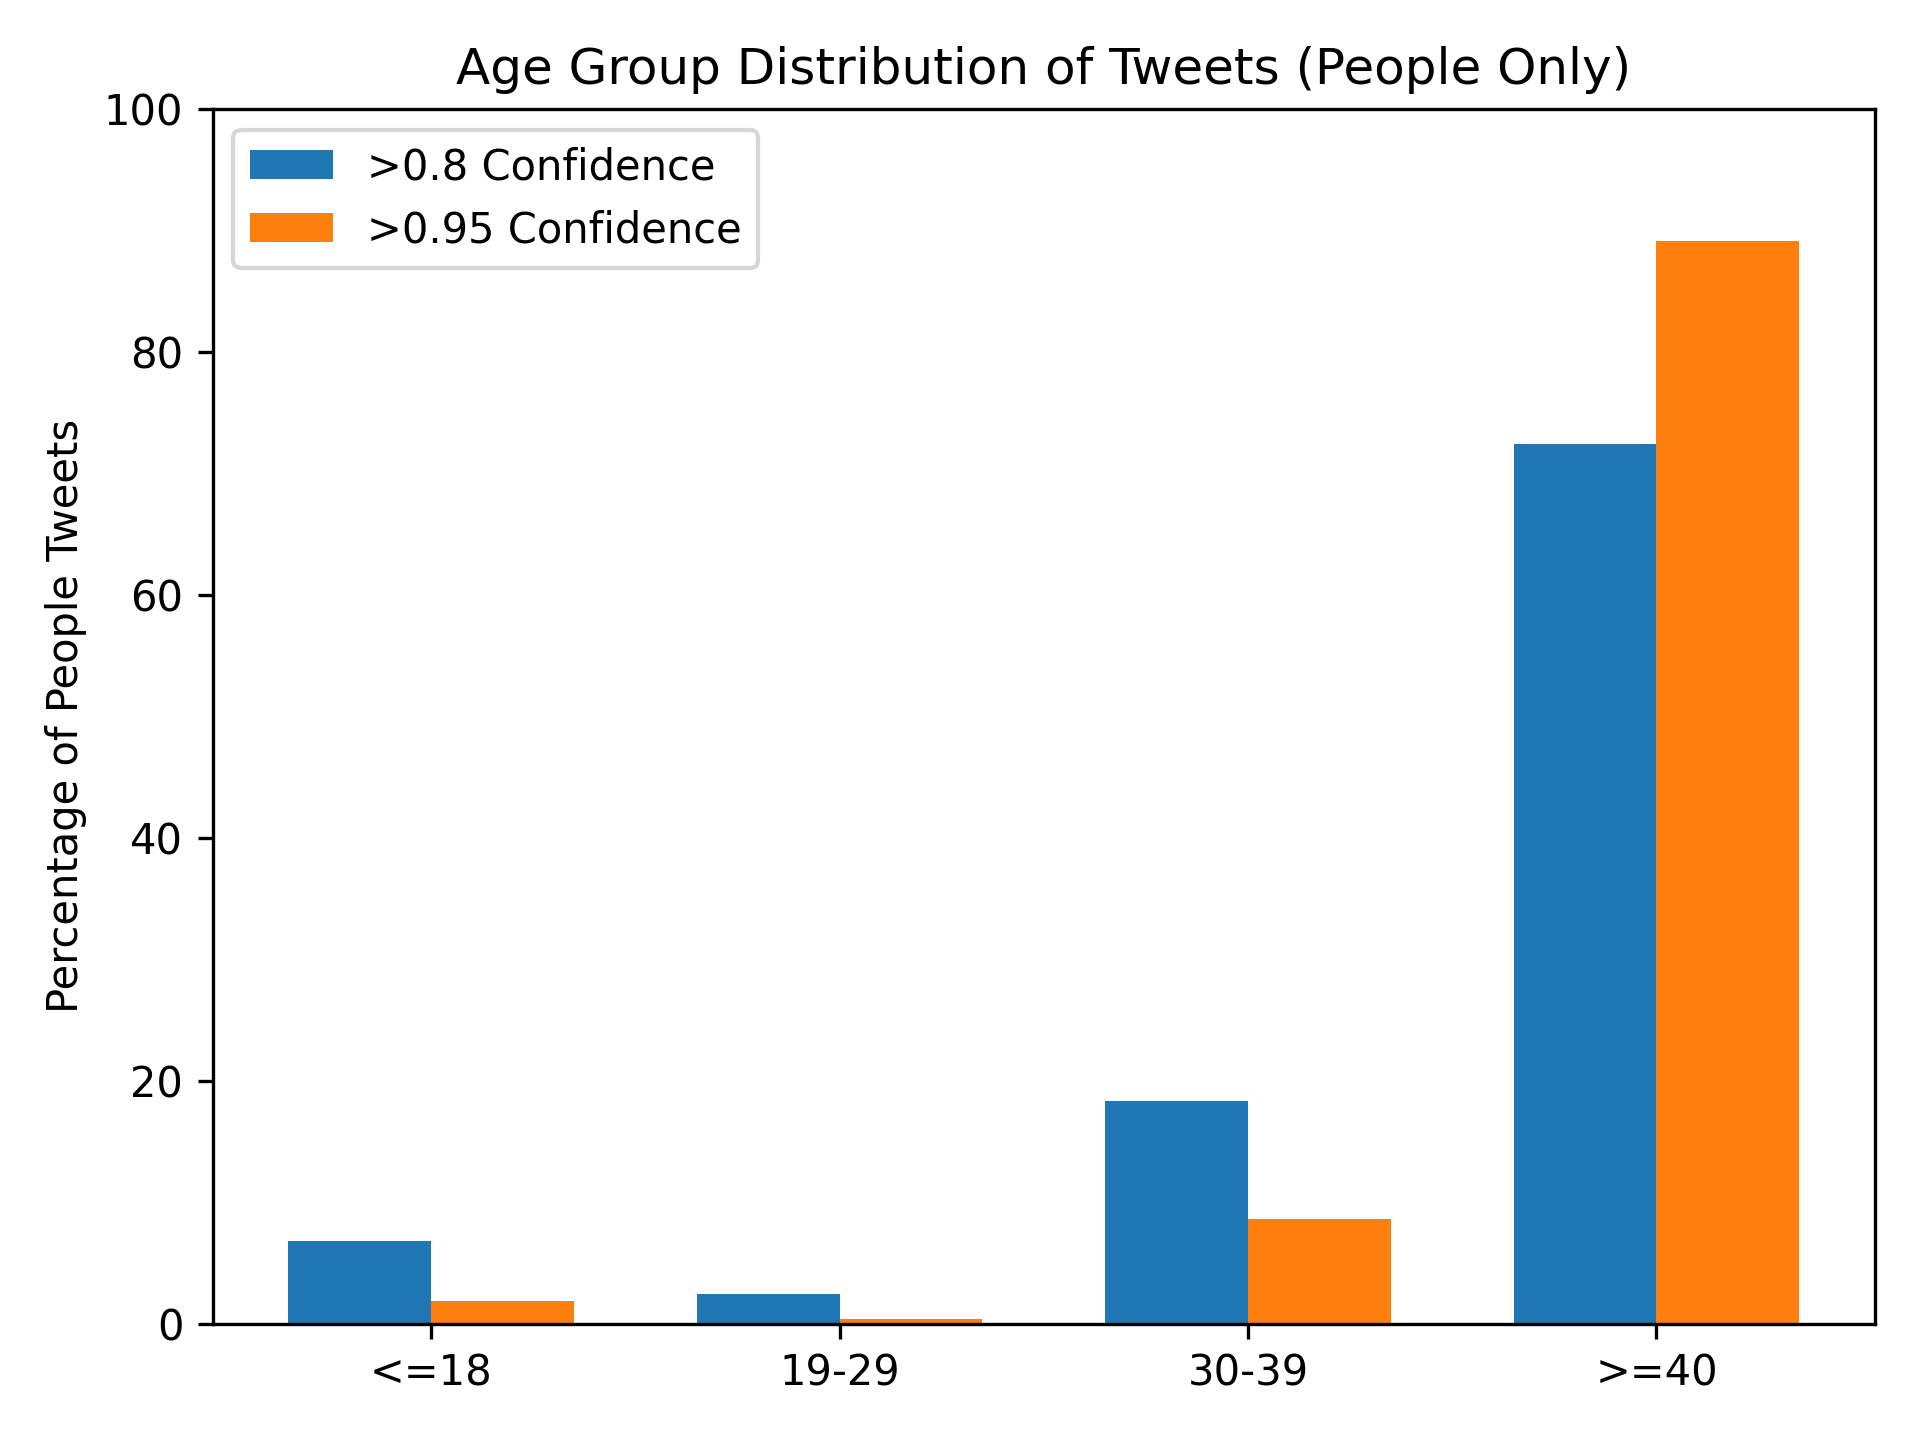 Age Group Distribution of Tweets (People Only)
100
80
60
40
20
0
Percentage of People Tweets
>0.8 Confidence
>0.95 Confidence
<=18
19-29
30-39
>=40